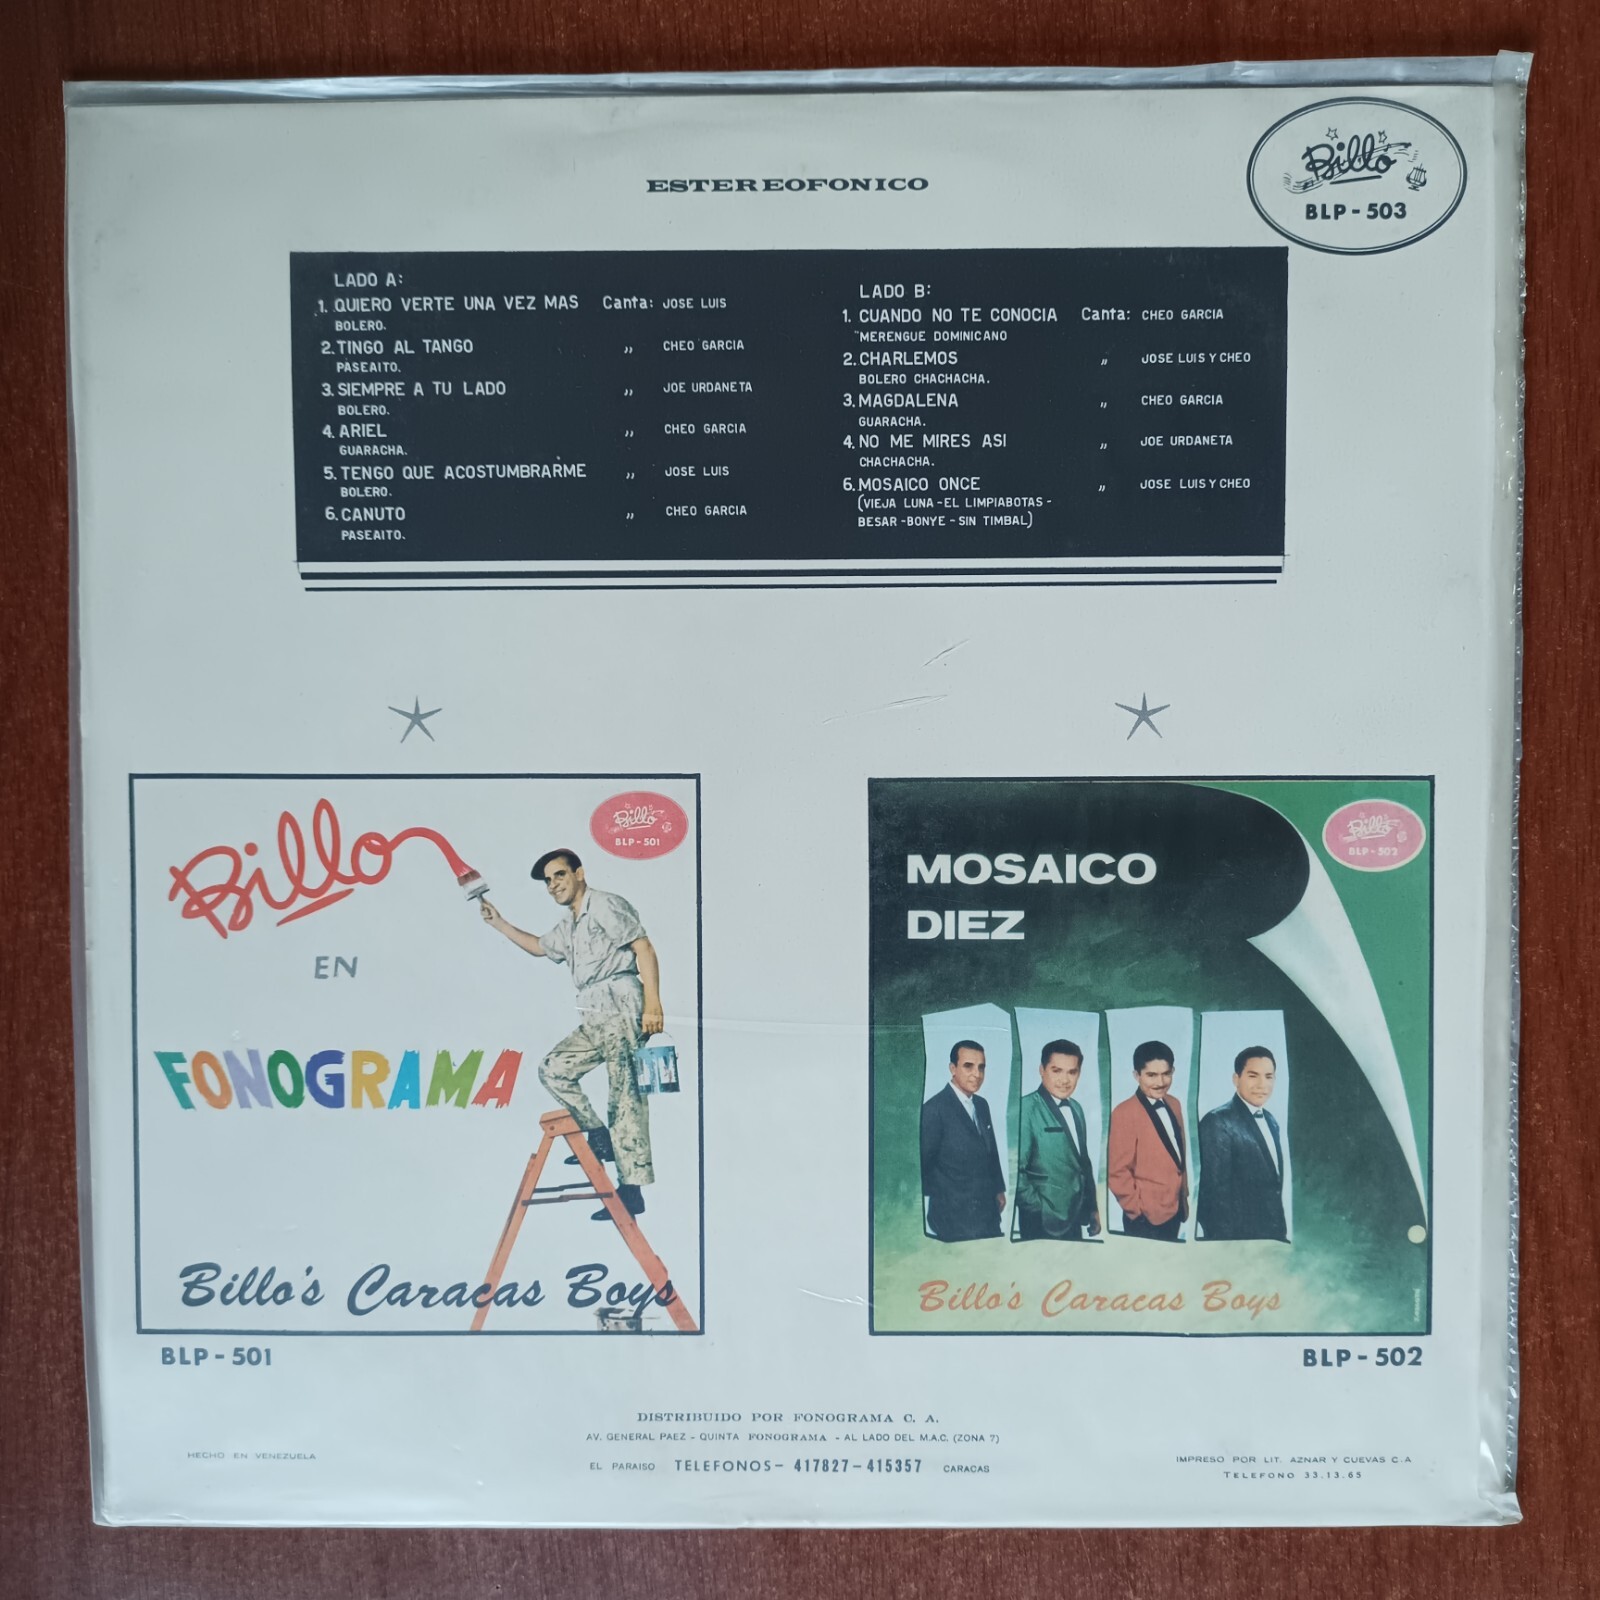 ESTEREOFONICO
Billo
BLP - 503
LADO A:
1. QUIERO VERTE UNA VEZ MAS Canta: JOSE LUIS
BOLERO.
2. TINGO AL TANGO ,, CHEO GARCIA
PASEAITO.
3. SIEMPRE A TU LADO ,, JOE URDANETA
BOLERO.
4. ARIEL ,, CHEO GARCIA
GUARACHA.
5. TENGO QUE ACOSTUMBRARME ,, JOSE LUIS
BOLERO.
6. CANUTO ,, CHEO GARCIA
PASEAITO.
LADO B:
1. CUANDO NO TE CONOCIA Canta: CHEO GARCIA
"MERENGUE DOMINICANO
2. CHARLEMOS ,, JOSE LUIS Y CHEO
BOLERO CHACHACHA.
3. MAGDALENA ,, CHEO GARCIA
GUARACHA.
4. NO ME MIRES ASI ,, JOE URDANETA
CHACHACHA.
6. MOSAICO ONCE ,, JOSE LUIS Y CHEO
(VIEJA LUNA - EL LIMPIABOTAS -
BESAR - BONYE - SIN TIMBAL)
Billo
EN
FONOGRAMA
Billo
BLP - 501
Billo's Caracas Boys
BLP - 501
MOSAICO
DIEZ
Billo
BLP - 502
Billo's Caracas Boys
BLP - 502
DISTRIBUIDO POR FONOGRAMA C. A.
AV. GENERAL PAEZ - QUINTA FONOGRAMA - AL LADO DEL M.A.C. (ZONA 7)
EL PARAISO TELEFONOS - 417827 - 415357 CARACAS
HECHO EN VENEZUELA
IMPRESO POR LIT. AZNAR Y CUEVAS C.A
TELEFONO 33.13.65